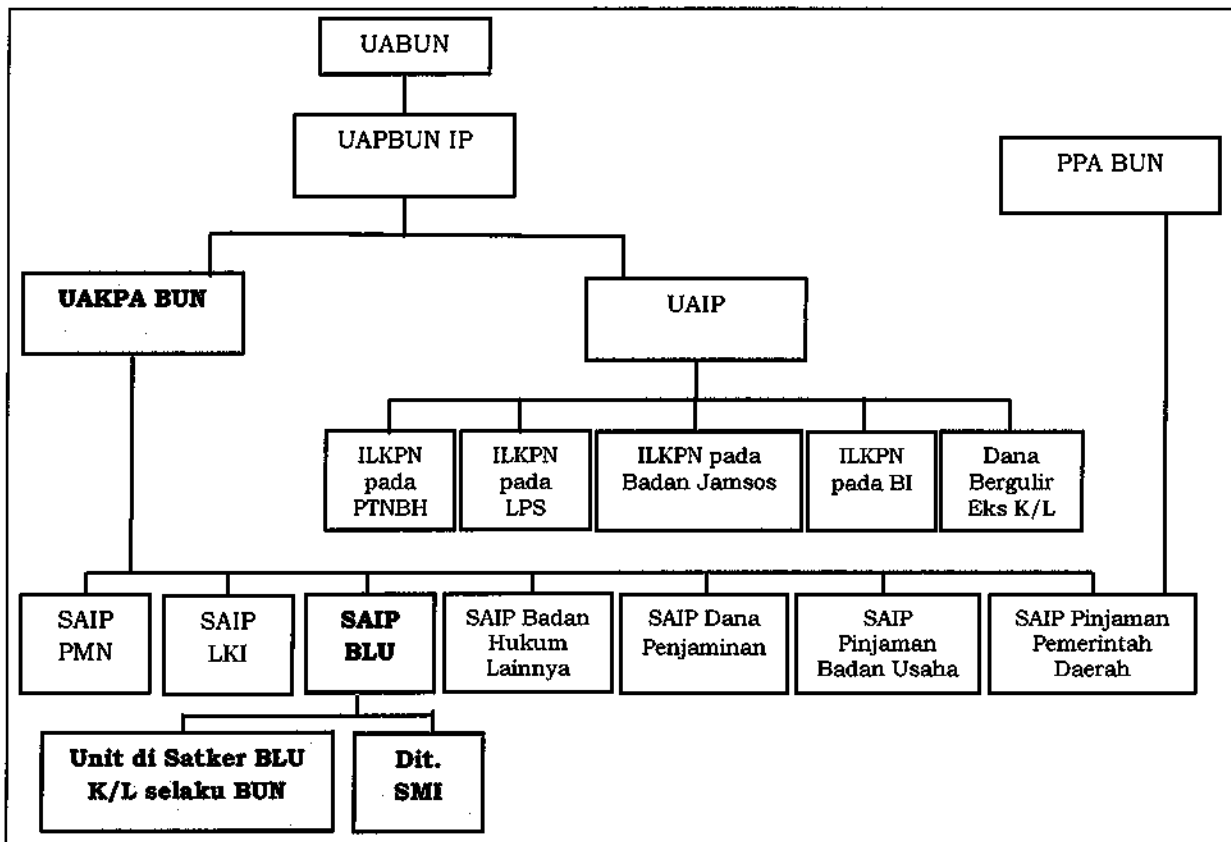 UABUN
UAPBUN IP
PPA BUN
UAKPA BUN
UAIP
ILKPN
pada
PTNBH
ILKPN
pada
LPS
ILKPN pada
Badan Jamsos
ILKPN
pada BI
Dana
Bergulir
Eks K/L
SAIP
PMN
SAIP
LKI
SAIP
BLU
SAIP Badan
Hukum
Lainnya
SAIP Dana
Penjaminan
SAIP
Pinjaman
Badan Usaha
SAIP Pinjaman
Pemerintah
Daerah
Unit di Satker BLU
K/L selaku BUN
Dit.
SMI